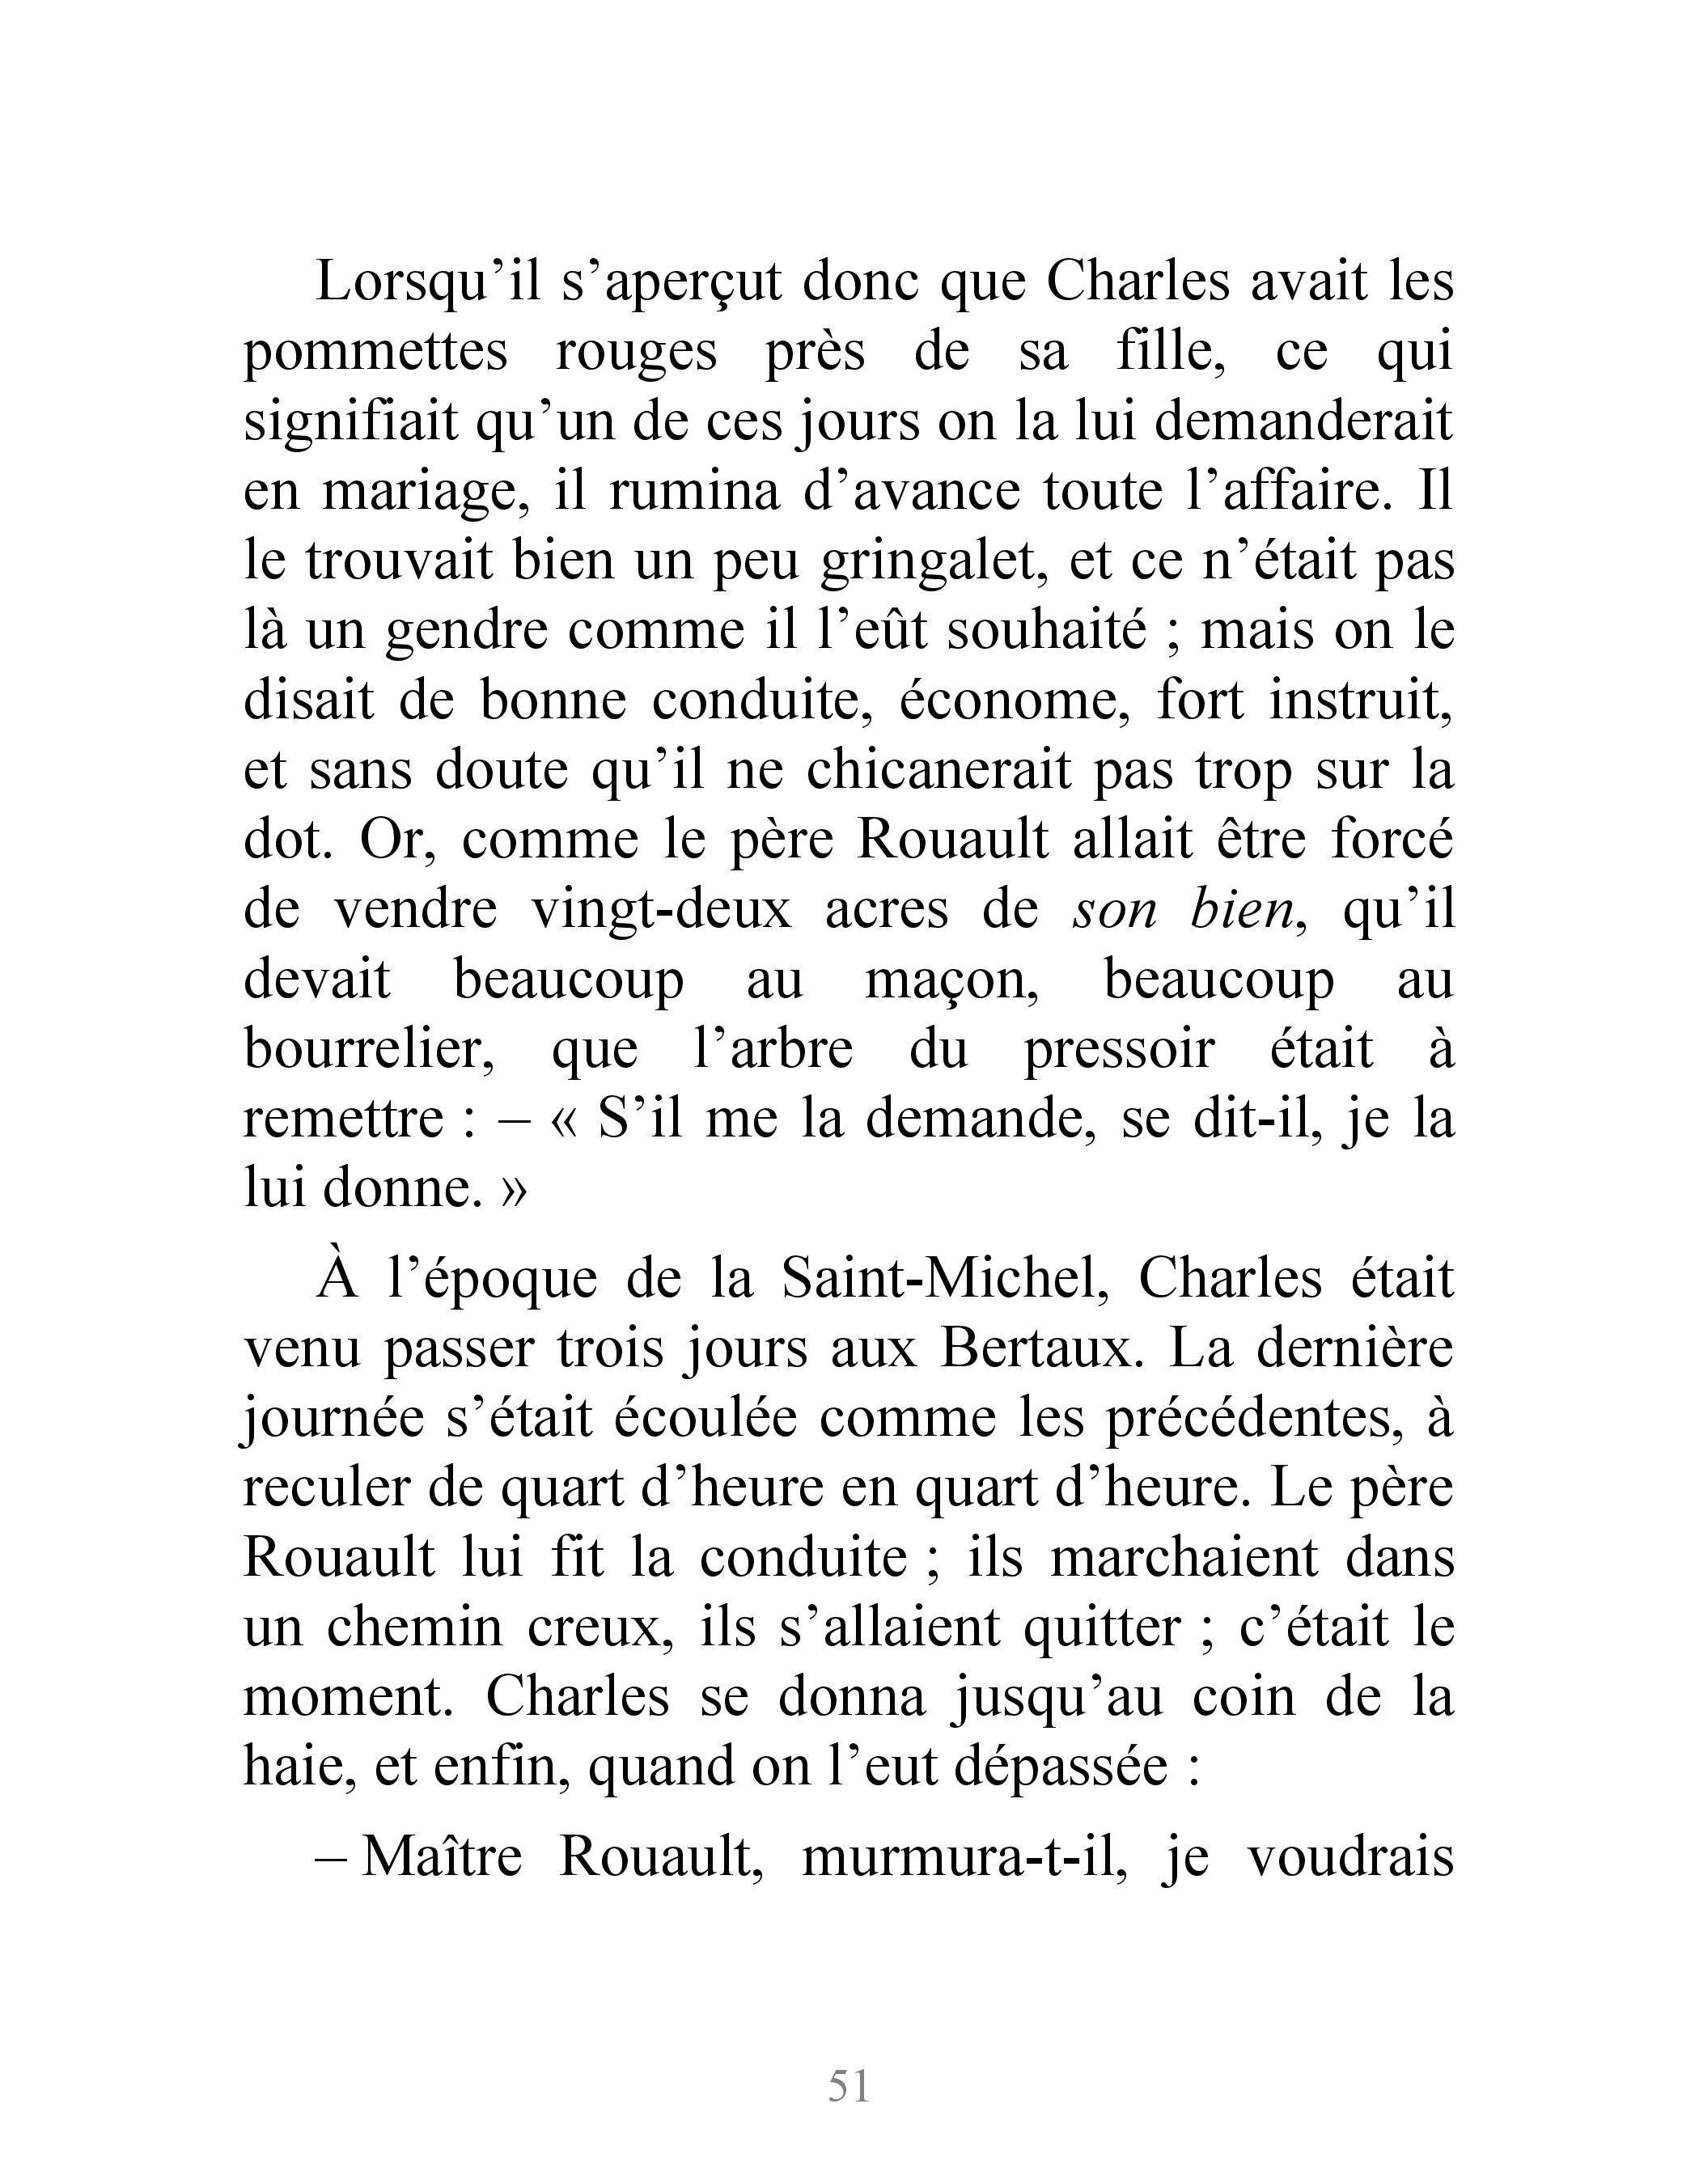 Lorsqu’il s’aperçut donc que Charles avait les
pommettes rouges près de sa fille, ce qui
signifiait qu’un de ces jours on la lui demanderait
en mariage, il rumina d’avance toute l’affaire. Il
le trouvait bien un peu gringalet, et ce n’était pas
là un gendre comme il l’eût souhaité ; mais on le
disait de bonne conduite, économe, fort instruit,
et sans doute qu’il ne chicanerait pas trop sur la
dot. Or, comme le père Rouault allait être forcé
de vendre vingt-deux acres de son bien, qu’il
devait beaucoup au maçon, beaucoup au
bourrelier, que l’arbre du pressoir était à
remettre : – « S’il me la demande, se dit-il, je la
lui donne. »
À l’époque de la Saint-Michel, Charles était
venu passer trois jours aux Bertaux. La dernière
journée s’était écoulée comme les précédentes, à
reculer de quart d’heure en quart d’heure. Le père
Rouault lui fit la conduite ; ils marchaient dans
un chemin creux, ils s’allaient quitter ; c’était le
moment. Charles se donna jusqu’au coin de la
haie, et enfin, quand on l’eut dépassée :
– Maître Rouault, murmura-t-il, je voudrais
51